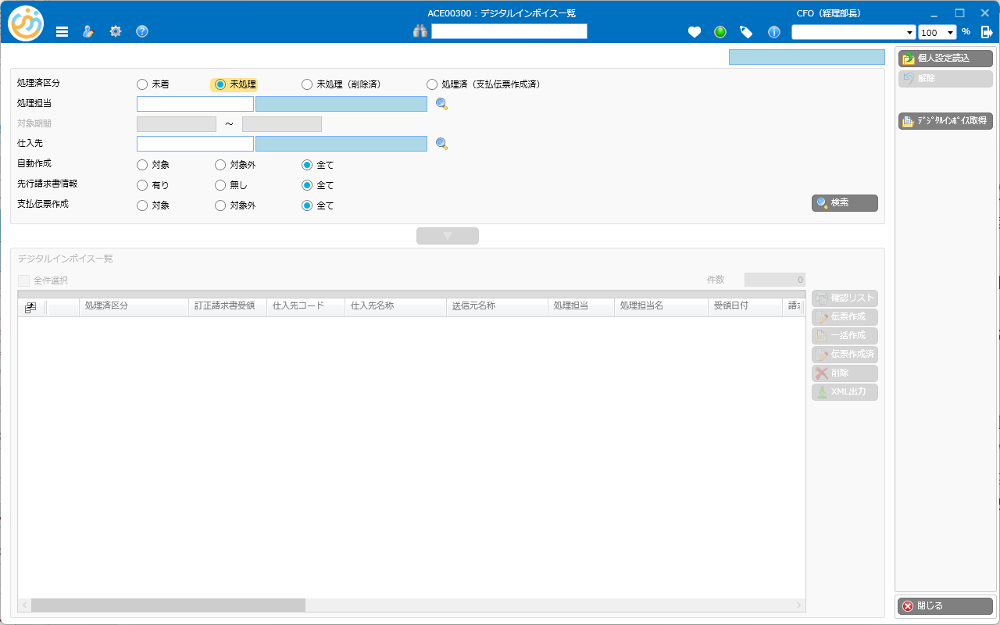 ACE00300：デジタルインボイス一覧
CFO（経理部長）
100 %
個人設定読込
解除
ﾃﾞｼﾞﾀﾙｲﾝﾎﾞｲｽ取得
処理済区分 未着 未処理 未処理（削除済） 処理済（支払伝票作成済）
処理担当
対象期間 ～
仕入先
自動作成 対象 対象外 全て
先行請求書情報 有り 無し 全て
支払伝票作成 対象 対象外 全て
検索
▼
デジタルインボイス一覧
全件選択 件数 0
処理済区分 訂正請求書受領 仕入先コード 仕入先名称 送信元名称 処理担当 処理担当名 受領日付 請
確認リスト
伝票作成
一括作成
伝票作成済
削除
XML出力
閉じる